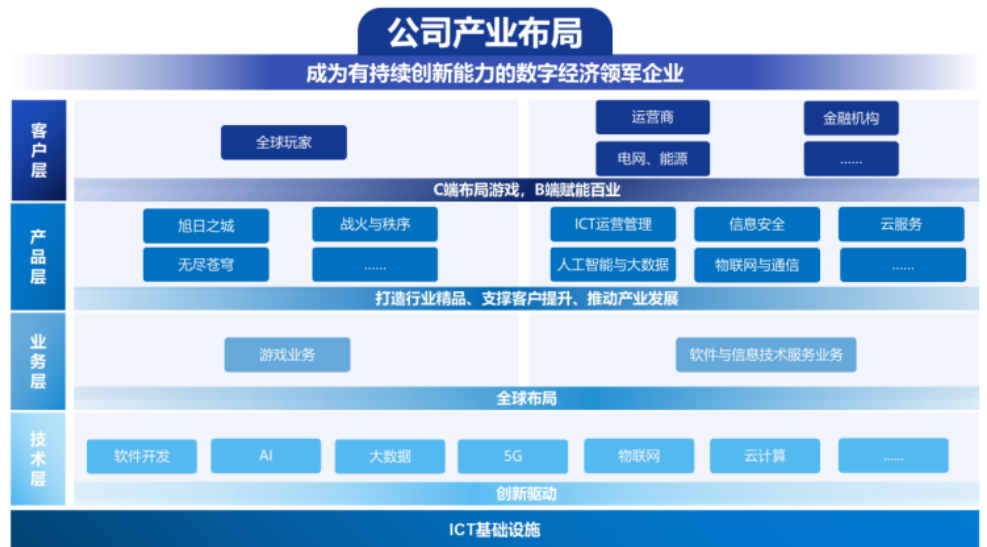 公司产业布局
成为有持续创新能力的数字经济领军企业
客户层
全球玩家
运营商
金融机构
电网、能源
......
C端布局游戏，B端赋能百业
产品层
旭日之城
战火与秩序
ICT运营管理
信息安全
云服务
无尽苍穹
......
人工智能与大数据
物联网与通信
......
打造行业精品、支撑客户提升、推动产业发展
业务层
游戏业务
软件与信息技术服务业务
全球布局
技术层
软件开发
AI
大数据
5G
物联网
云计算
......
创新驱动
ICT基础设施